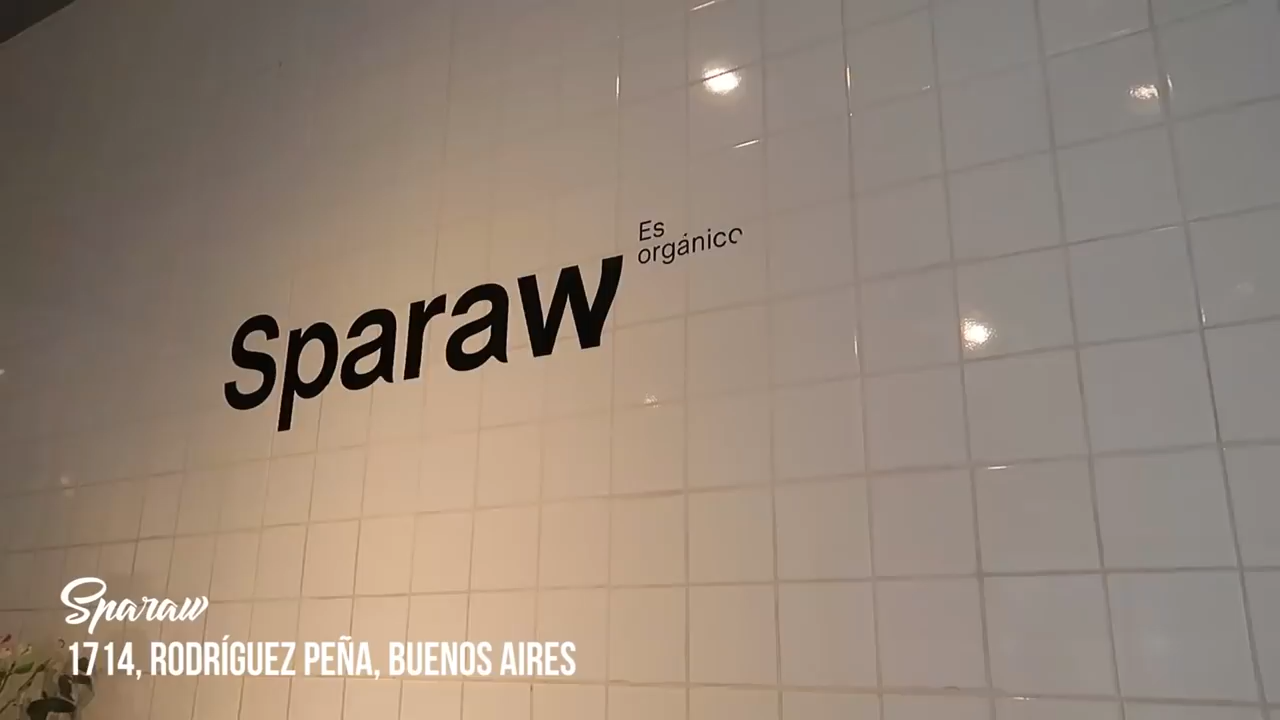 Es
orgánico
Sparaw
Sparaw
1714, RODRÍGUEZ PEÑA, BUENOS AIRES